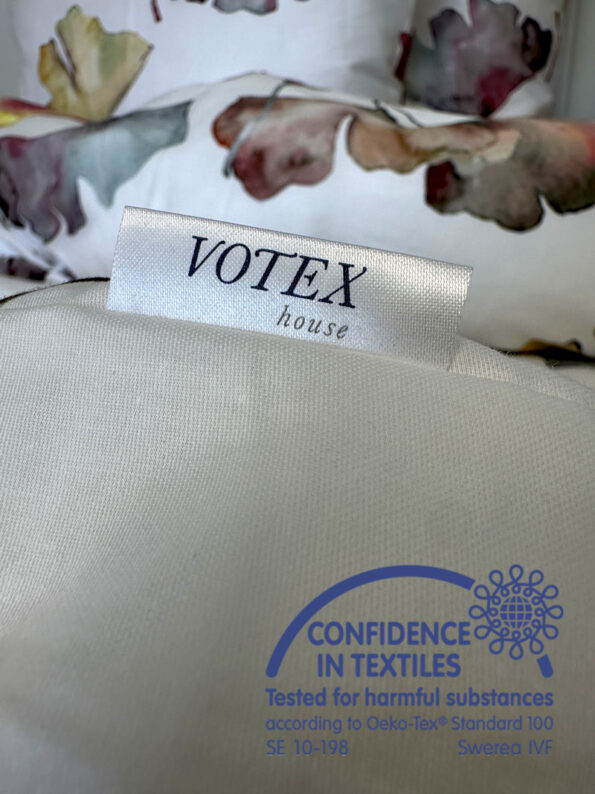 VOTEX
house
CONFIDENCE
IN TEXTILES
Tested for harmful substances
according to Oeko-Tex® Standard 100
SE 10-198 Swerea IVF